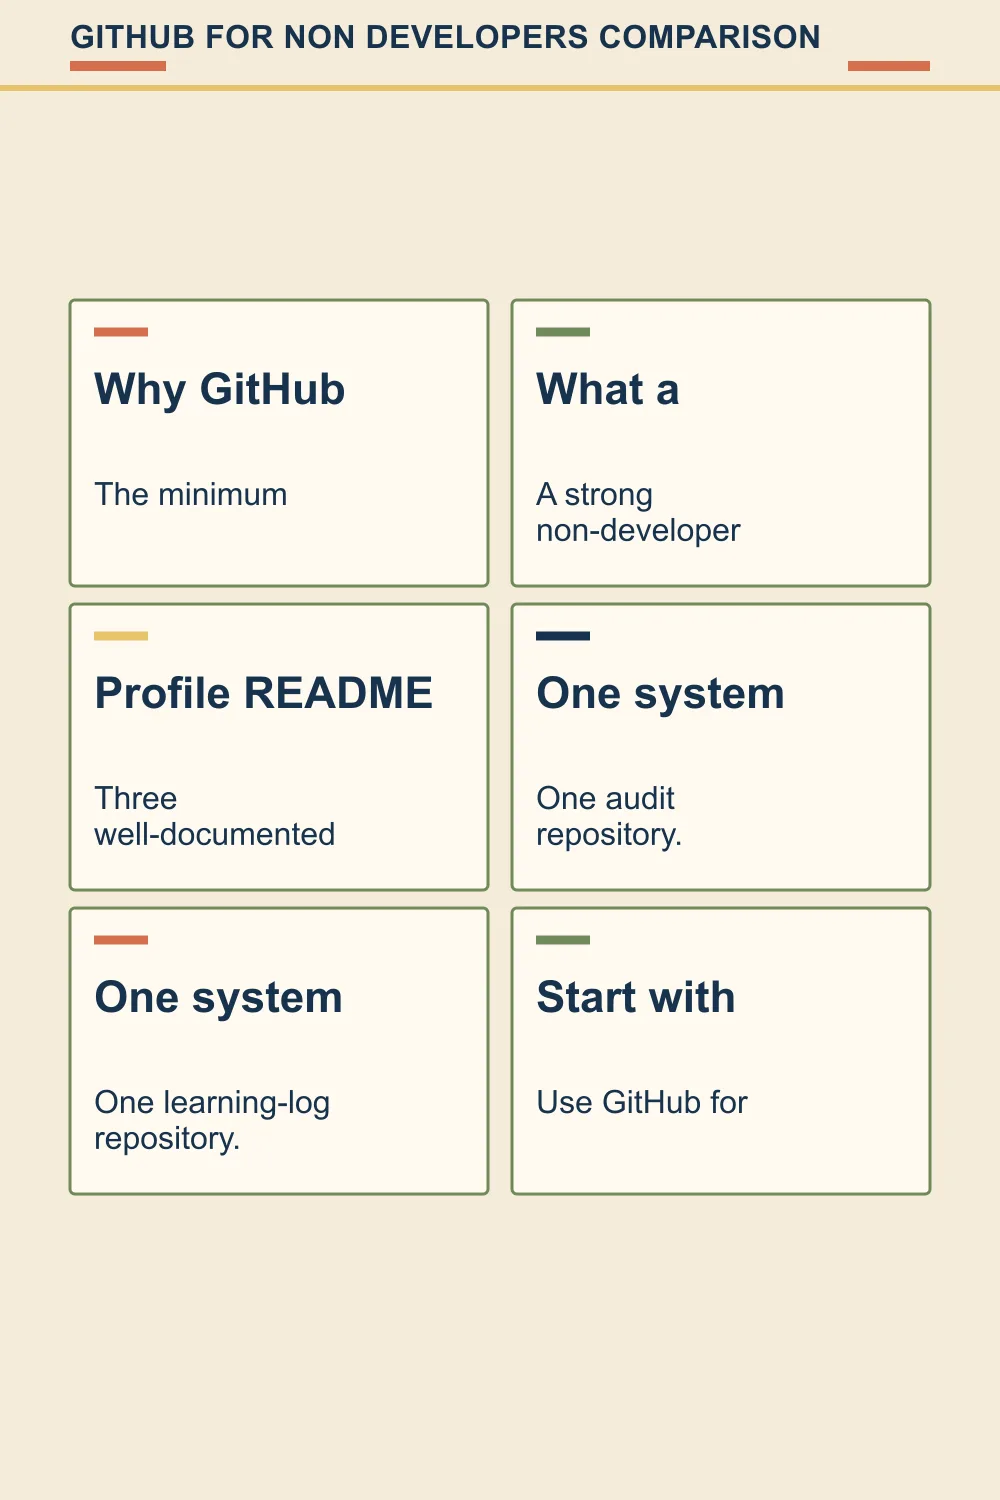 GITHUB FOR NON DEVELOPERS COMPARISON
Why GitHub
The minimum
What a
A strong
non-developer
Profile README
Three
well-documented
One system
One audit
repository.
One system
One learning-log
repository.
Start with
Use GitHub for